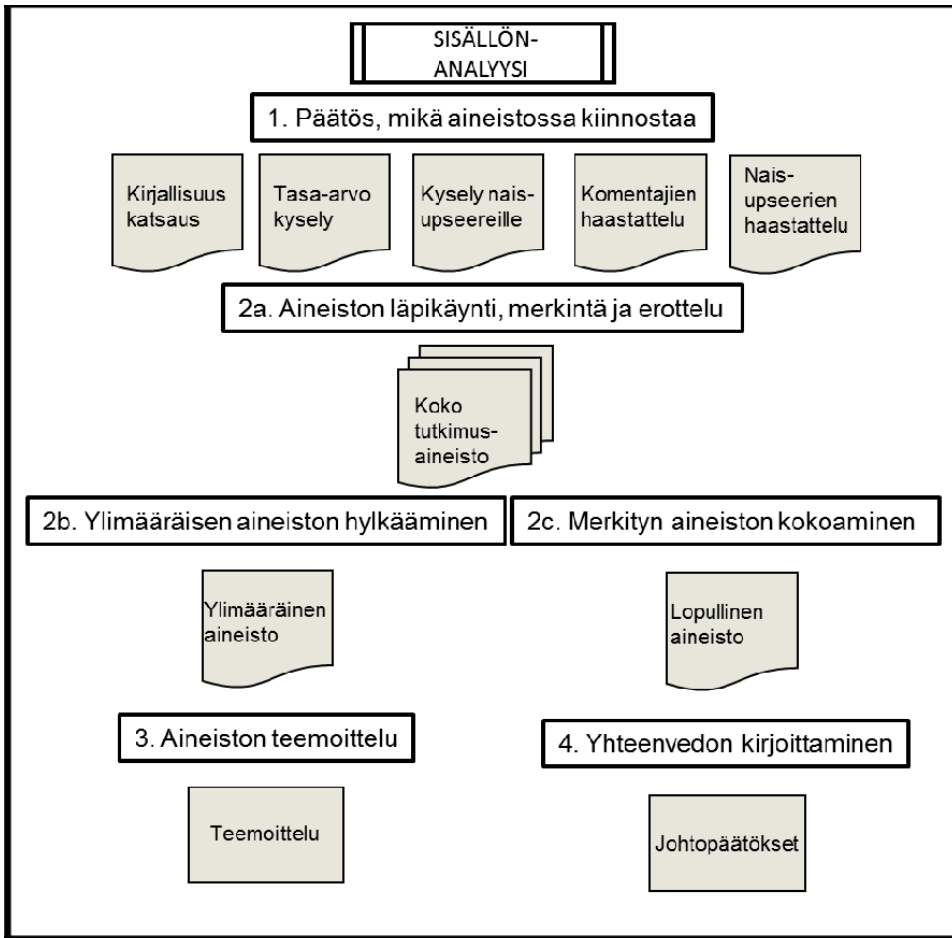 SISÄLLÖN-
ANALYYSI
1. Päätös, mikä aineistossa kiinnostaa
Kirjallisuus
katsaus
Tasa-arvo
kysely
Kysely nais-
upseereille
Komentajien
haastattelu
Nais-
upseerien
haastattelu
2a. Aineiston läpikäynti, merkintä ja erottelu
Koko
tutkimus-
aineisto
2b. Ylimääräisen aineiston hylkääminen
2c. Merkityn aineiston kokoaminen
Ylimääräinen
aineisto
Lopullinen
aineisto
3. Aineiston teemoittelu
4. Yhteenvedon kirjoittaminen
Teemoittelu
Johtopäätökset